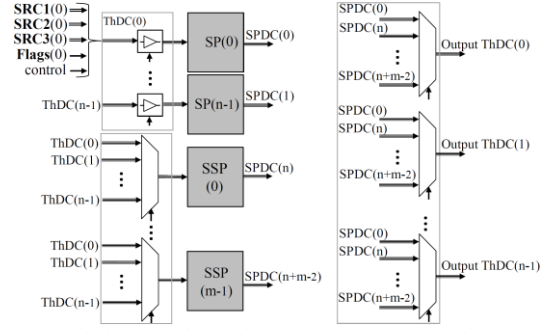 SRC1(0)
SRC2(0)
SRC3(0)
Flags(0)
control
ThDC(0)
SP(0)
SPDC(0)
ThDC(n-1)
SP(n-1)
SPDC(1)
ThDC(0)
ThDC(1)
ThDC(n-1)
SSP
(0)
SPDC(n)
ThDC(0)
ThDC(1)
ThDC(n-1)
SSP
(m-1)
SPDC(n+m-2)
SPDC(0)
SPDC(n)
SPDC(n+m-2)
Output ThDC(0)
SPDC(0)
SPDC(n)
SPDC(n+m-2)
Output ThDC(1)
SPDC(0)
SPDC(n)
SPDC(n+m-2)
Output ThDC(n-1)